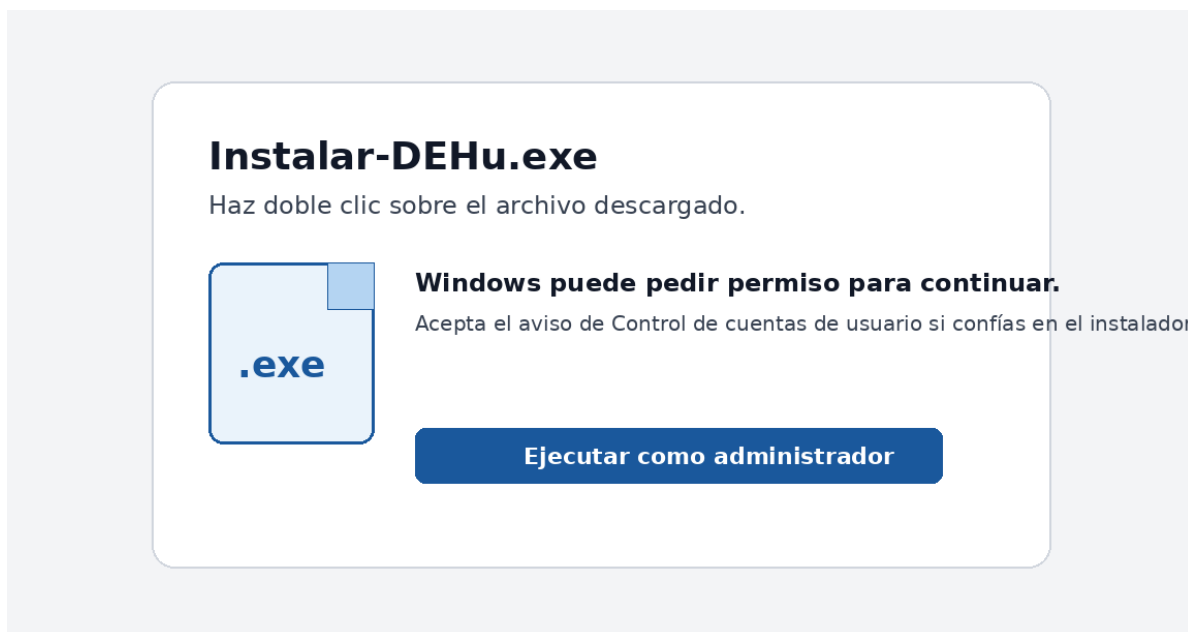 Instalar-DEHu.exe
Haz doble clic sobre el archivo descargado.
Windows puede pedir permiso para continuar.
Acepta el aviso de Control de cuentas de usuario si confías en el instalador
.exe
Ejecutar como administrador